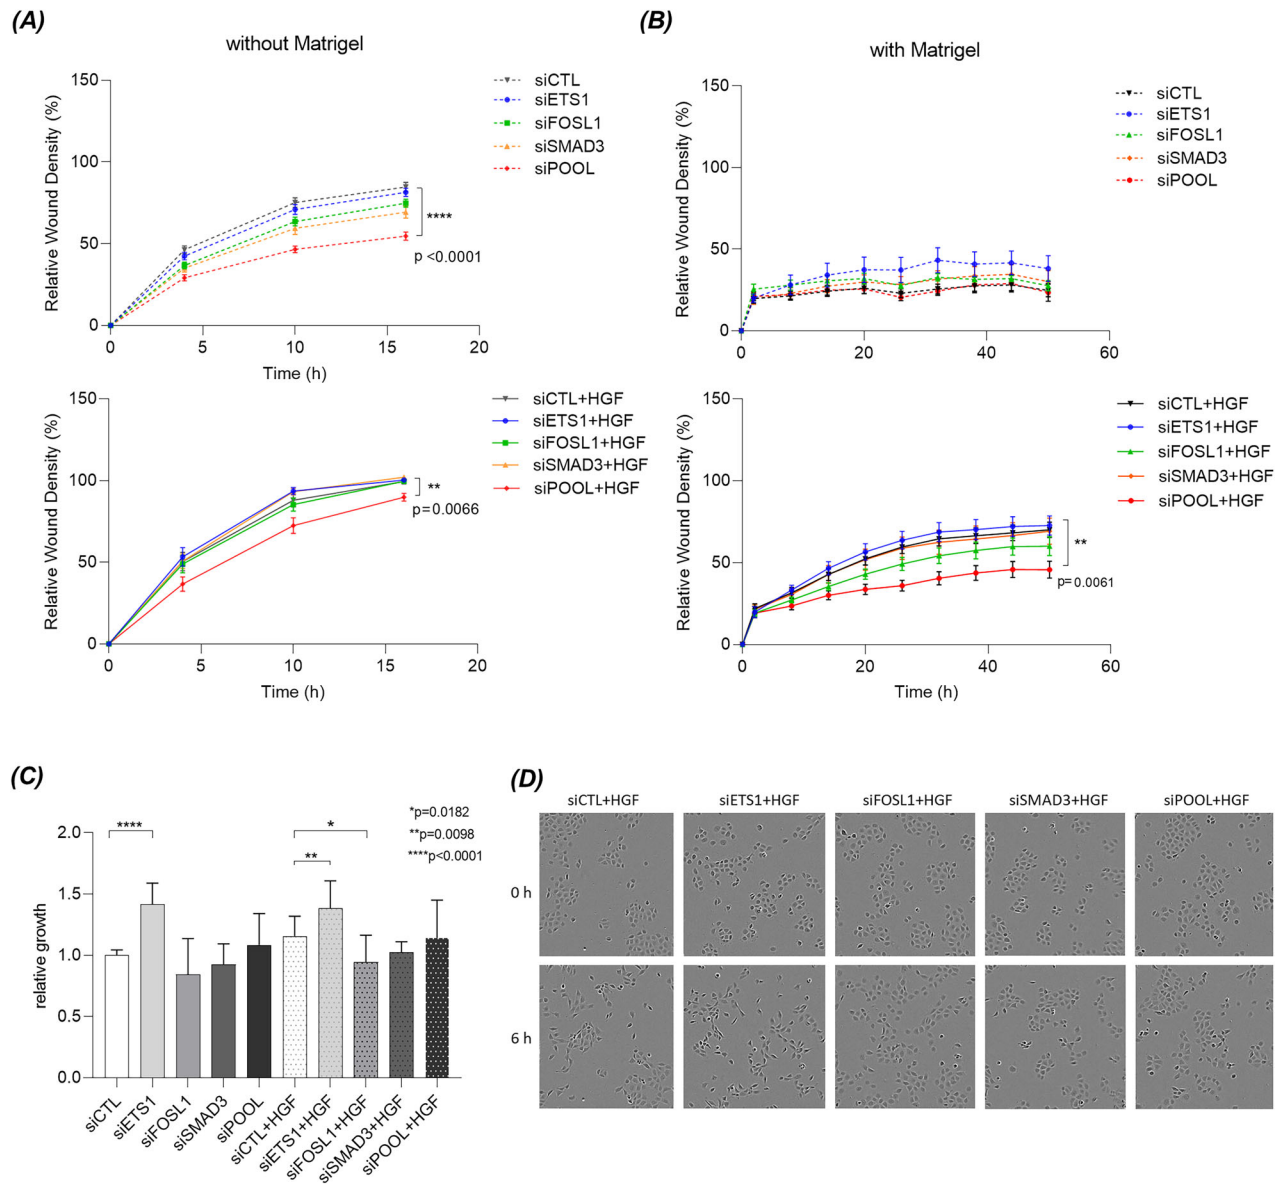 (A)
without Matrigel
Relative Wound Density (%)
150
100
50
0
0 5 10 15 20
Time (h)
siCTL
siETS1
siFOSL1
siSMAD3
siPOOL
****
p <0.0001
Relative Wound Density (%)
150
100
50
0
0 5 10 15 20
Time (h)
siCTL+HGF
siETS1+HGF
siFOSL1+HGF
siSMAD3+HGF
siPOOL+HGF
**
p=0.0066
(B)
with Matrigel
Relative Wound Density (%)
150
100
50
0
0 20 40 60
Time (h)
siCTL
siETS1
siFOSL1
siSMAD3
siPOOL
Relative Wound Density (%)
150
100
50
0
0 20 40 60
Time (h)
siCTL+HGF
siETS1+HGF
siFOSL1+HGF
siSMAD3+HGF
siPOOL+HGF
**
p=0.0061
(C)
*p=0.0182
**p=0.0098
****p<0.0001
relative growth
2.0
1.5
1.0
0.5
0.0
****
*
**
siCTL
siETS1
siFOSL1
siSMAD3
siPOOL
siCTL+HGF
siETS1+HGF
siFOSL1+HGF
siSMAD3+HGF
siPOOL+HGF
(D)
siCTL+HGF siETS1+HGF siFOSL1+HGF siSMAD3+HGF siPOOL+HGF
0 h
6 h